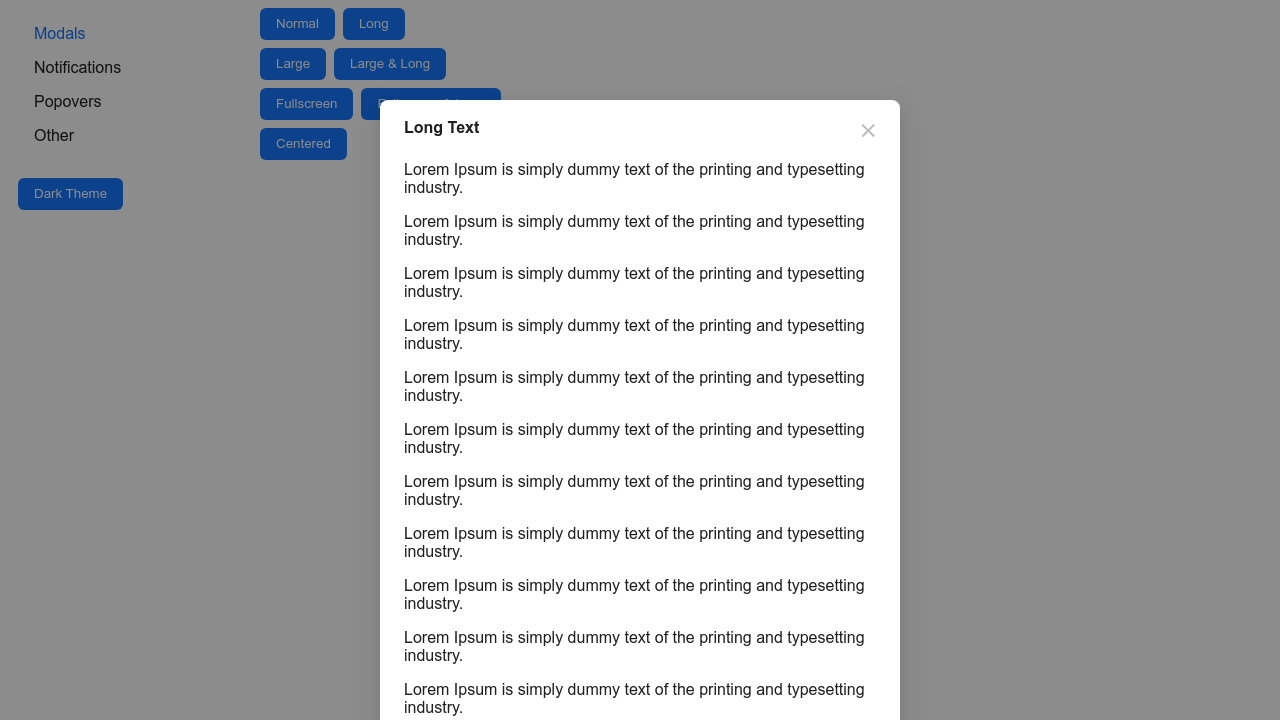 Modals
Notifications
Popovers
Other
Dark Theme
Normal
Long
Large
Large & Long
Fullscreen
Centered
Long Text
Lorem Ipsum is simply dummy text of the printing and typesetting
industry.
Lorem Ipsum is simply dummy text of the printing and typesetting
industry.
Lorem Ipsum is simply dummy text of the printing and typesetting
industry.
Lorem Ipsum is simply dummy text of the printing and typesetting
industry.
Lorem Ipsum is simply dummy text of the printing and typesetting
industry.
Lorem Ipsum is simply dummy text of the printing and typesetting
industry.
Lorem Ipsum is simply dummy text of the printing and typesetting
industry.
Lorem Ipsum is simply dummy text of the printing and typesetting
industry.
Lorem Ipsum is simply dummy text of the printing and typesetting
industry.
Lorem Ipsum is simply dummy text of the printing and typesetting
industry.
Lorem Ipsum is simply dummy text of the printing and typesetting
industry.